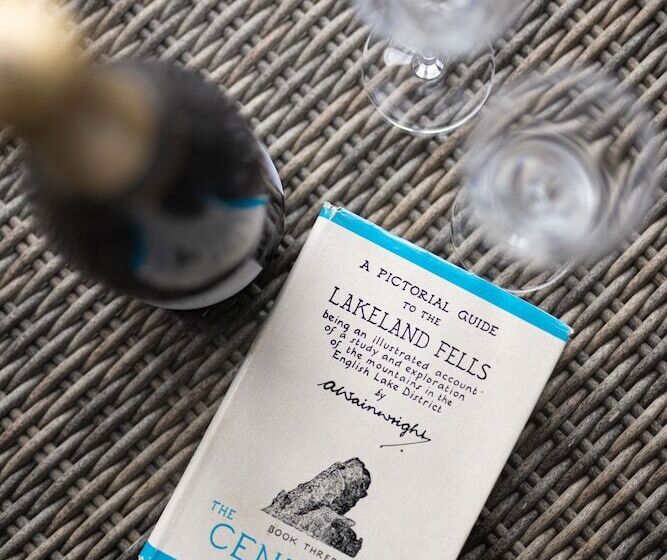 A PICTORIAL GUIDE
TO THE
LAKELAND FELLS
being an illustrated account
of a study and exploration
of the mountains in the
English Lake District
by
AWainwright
BOOK THREE
THE